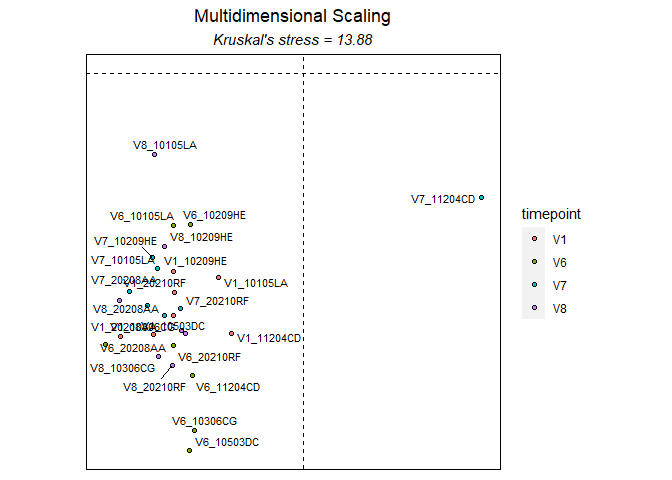 Multidimensional Scaling
Kruskal's stress = 13.88
V8_10105LA
V7_11204CD
V6_10105LA
V6_10209HE
V7_10209HE
V8_10209HE
V7_10105LA
V1_10209HE
V7_20208AA
V1_20210RF
V1_10105LA
V8_20208AA
V7_20210RF
V1_11204CD
V6_20208AA
V6_20210RF
V8_10306CG
V8_20210RF
V6_11204CD
V6_10306CG
V6_10503DC
timepoint
V1
V6
V7
V8